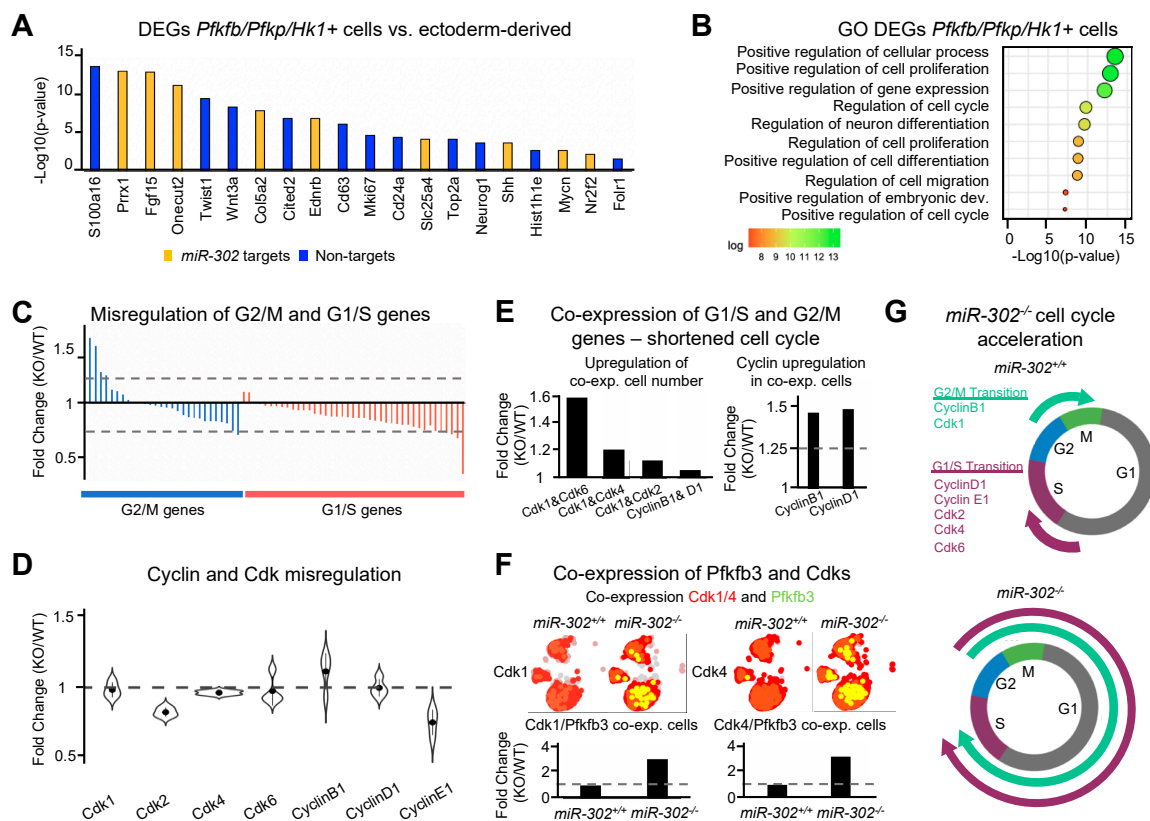 A
DEGs Pfkfb/Pfkp/Hk1+ cells vs. ectoderm-derived
-Log10(p-value)
15
10
5
0
S100a16
Prrx1
Fgf15
Onecut2
Twist1
Wnt3a
Col5a2
Cited2
Ednrb
Cd63
Mki67
Cd24a
Slc25a4
Top2a
Neurog1
Shh
Hist1h1e
Mycn
Nr2f2
Folr1
miR-302 targets
Non-targets
B
GO DEGs Pfkfb/Pfkp/Hk1+ cells
Positive regulation of cellular process
Positive regulation of cell proliferation
Positive regulation of gene expression
Regulation of cell cycle
Regulation of neuron differentiation
Regulation of cell proliferation
Positive regulation of cell differentiation
Regulation of cell migration
Positive regulation of embryonic dev.
Positive regulation of cell cycle
log
8 9 10 11 12 13
0 5 10 15
-Log10(p-value)
C
Misregulation of G2/M and G1/S genes
Fold Change (KO/WT)
1.5
1
0.5
G2/M genes
G1/S genes
D
Cyclin and Cdk misregulation
Fold Change (KO/WT)
1.5
1
0.5
Cdk1
Cdk2
Cdk4
Cdk6
CyclinB1
CyclinD1
CyclinE1
E
Co-expression of G1/S and G2/M
genes – shortened cell cycle
Upregulation of
co-exp. cell number
Fold Change
(KO/WT)
1.6
1.4
1.2
1
Cdk1&Cdk6
Cdk1&Cdk4
Cdk1&Cdk2
CyclinB1& D1
Cyclin upregulation
in co-exp. cells
Fold Change
(KO/WT)
1.5
1.25
1
CyclinB1
CyclinD1
F
Co-expression of Pfkfb3 and Cdks
Co-expression Cdk1/4 and Pfkfb3
miR-302+/+
miR-302-/-
miR-302+/+
miR-302-/-
Cdk1
Cdk4
Cdk1/Pfkfb3 co-exp. cells
Cdk4/Pfkfb3 co-exp. cells
Fold Change
(KO/WT)
4
2
0
miR-302+/+ miR-302-/-
4
2
0
miR-302+/+ miR-302-/-
G
miR-302-/- cell cycle
acceleration
miR-302+/+
G2/M Transition
CyclinB1
Cdk1
G1/S Transition
CyclinD1
Cyclin E1
Cdk2
Cdk4
Cdk6
M
G2
G1
S
miR-302-/-
M
G2
G1
S